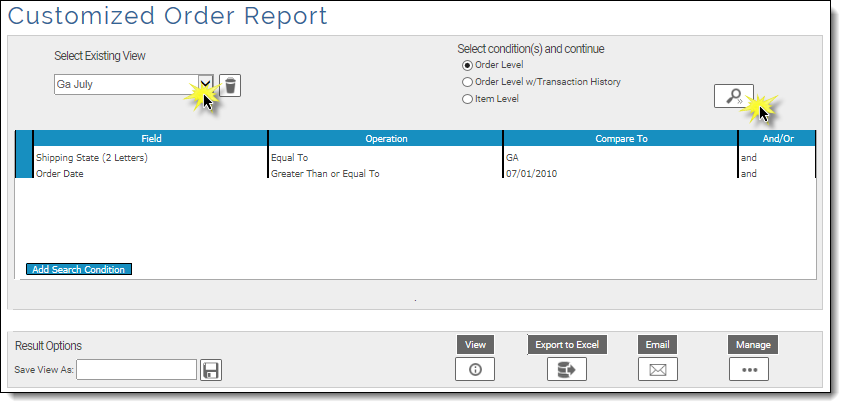 Customized Order Report
Select Existing View
Ga July
Select condition(s) and continue
Order Level
Order Level w/Transaction History
Item Level
Field Operation Compare To And/Or
Shipping State (2 Letters) Equal To GA and
Order Date Greater Than or Equal To 07/01/2010 and
Add Search Condition
Result Options
View Export to Excel Email Manage
Save View As: